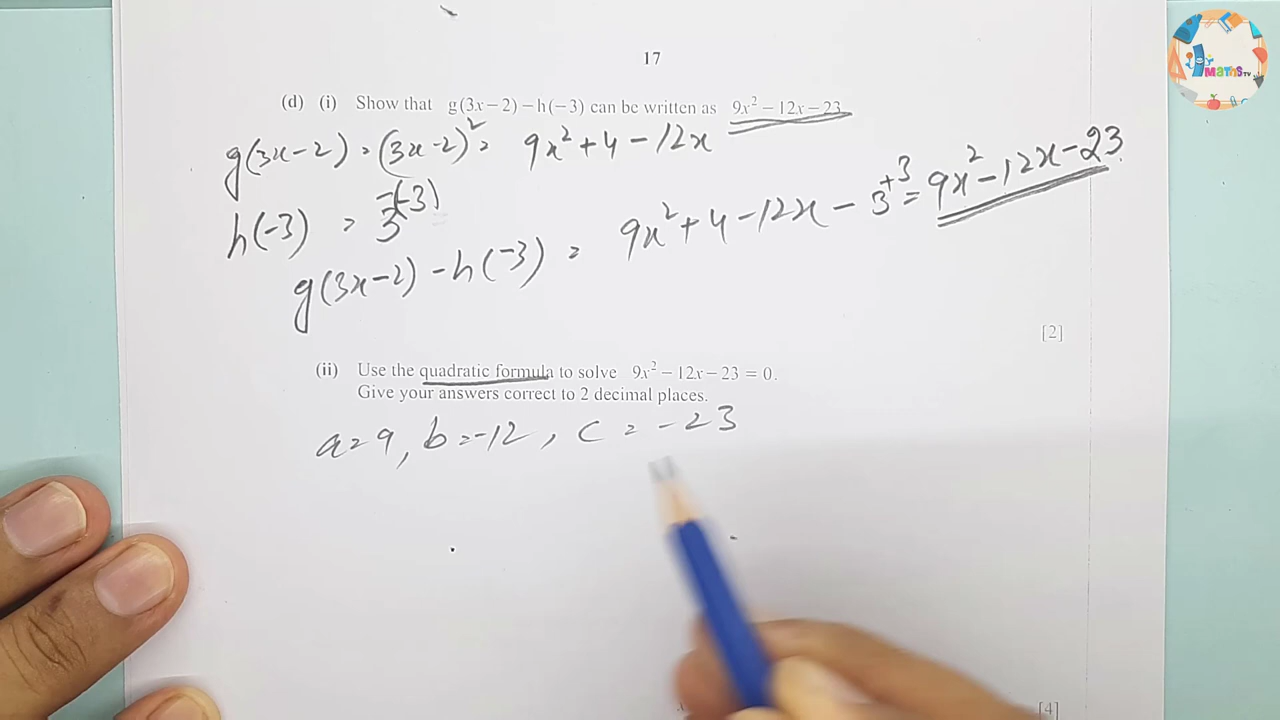 17
(d) (i) Show that g(3x−2)−h(−3) can be written as 9x²−12x−23
g(3x-2) = (3x-2)² = 9x²+4-12x
h(-3) = 3^-(-3)
g(3x-2) - h(-3) = 9x²+4-12x - 3^+3 = 9x²-12x-23.
[2]
(ii) Use the quadratic formula to solve 9x²−12x−23 = 0.
Give your answers correct to 2 decimal places.
a=9, b=-12, c = -23
[4]
MATHS TV